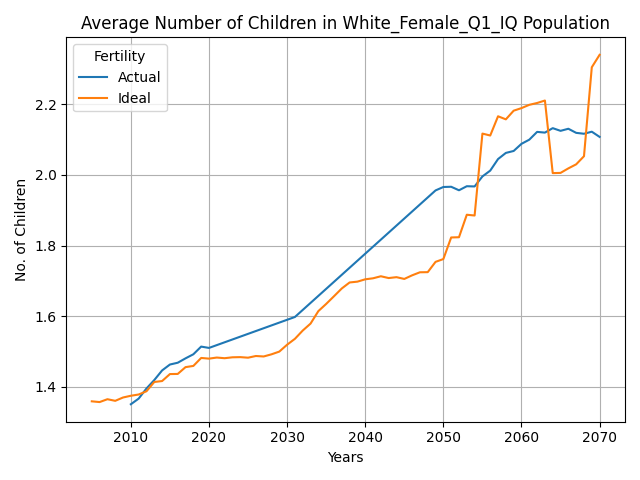 Average Number of Children in White_Female_Q1_IQ Population
Fertility
Actual
Ideal
No. of Children
2.2
2.0
1.8
1.6
1.4
2010 2020 2030 2040 2050 2060 2070
Years